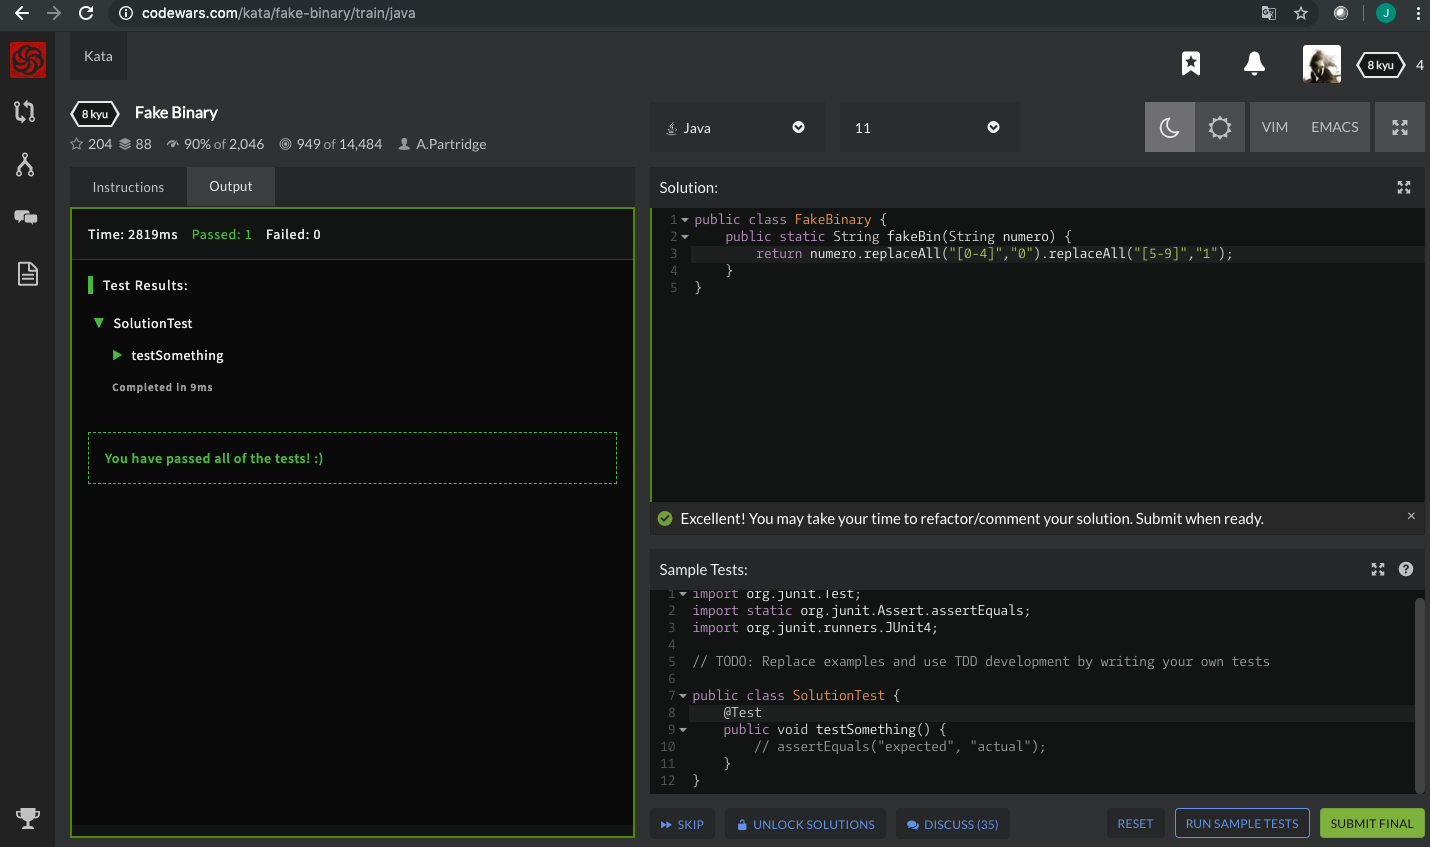 codewars.com/kata/fake-binary/train/java
J
Kata
8 kyu
4
8 kyu
Fake Binary
204 88 90% of 2,046 949 of 14,484 A.Partridge
Java
11
VIM
EMACS
Instructions
Output
Time: 2819ms Passed: 1 Failed: 0
Test Results:
SolutionTest
testSomething
Completed in 9ms
You have passed all of the tests! :)
Solution:
1 public class FakeBinary {
2 public static String fakeBin(String numero) {
3 return numero.replaceAll("[0-4]","0").replaceAll("[5-9]","1");
4 }
5 }
Excellent! You may take your time to refactor/comment your solution. Submit when ready.
×
Sample Tests:
?
1 import org.junit.Test;
2 import static org.junit.Assert.assertEquals;
3 import org.junit.runners.JUnit4;
4
5 // TODO: Replace examples and use TDD development by writing your own tests
6
7 public class SolutionTest {
8 @Test
9 public void testSomething() {
10 // assertEquals("expected", "actual");
11 }
12 }
SKIP
UNLOCK SOLUTIONS
DISCUSS (35)
RESET
RUN SAMPLE TESTS
SUBMIT FINAL